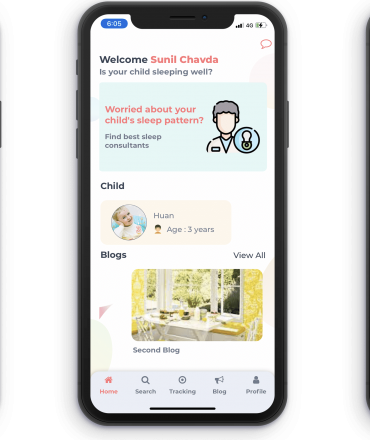 6:05
4G
Welcome Sunil Chavda
Is your child sleeping well?
Worried about your
child's sleep pattern?
Find best sleep
consultants
Child
Huan
Age : 3 years
Blogs
View All
Second Blog
Home Search Tracking Blog Profile